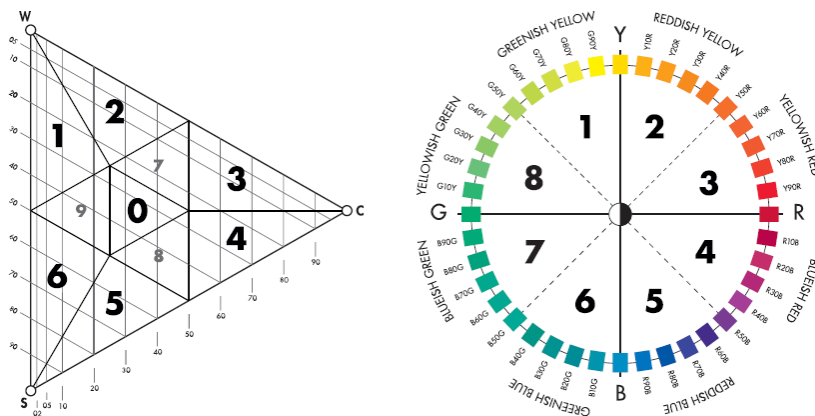 W
05
10
20
30
40
50
60
70
80
90
S
02
05
10
20
30
40
50
60
70
80
90
C
1
2
3
4
5
6
7
8
9
0
Y
Y10R
Y20R
Y30R
Y40R
Y50R
Y60R
Y70R
Y80R
Y90R
R
R10B
R20B
R30B
R40B
R50B
R60B
R70B
R80B
R90B
B
B10G
B20G
B30G
B40G
B50G
B60G
B70G
B80G
B90G
G
G10Y
G20Y
G30Y
G40Y
G50Y
G60Y
G70Y
G80Y
G90Y
GREENISH YELLOW
REDDISH YELLOW
YELLOWISH RED
BLUEISH RED
REDDISH BLUE
GREENISH BLUE
BLUEISH GREEN
YELLOWISH GREEN
1
2
3
4
5
6
7
8